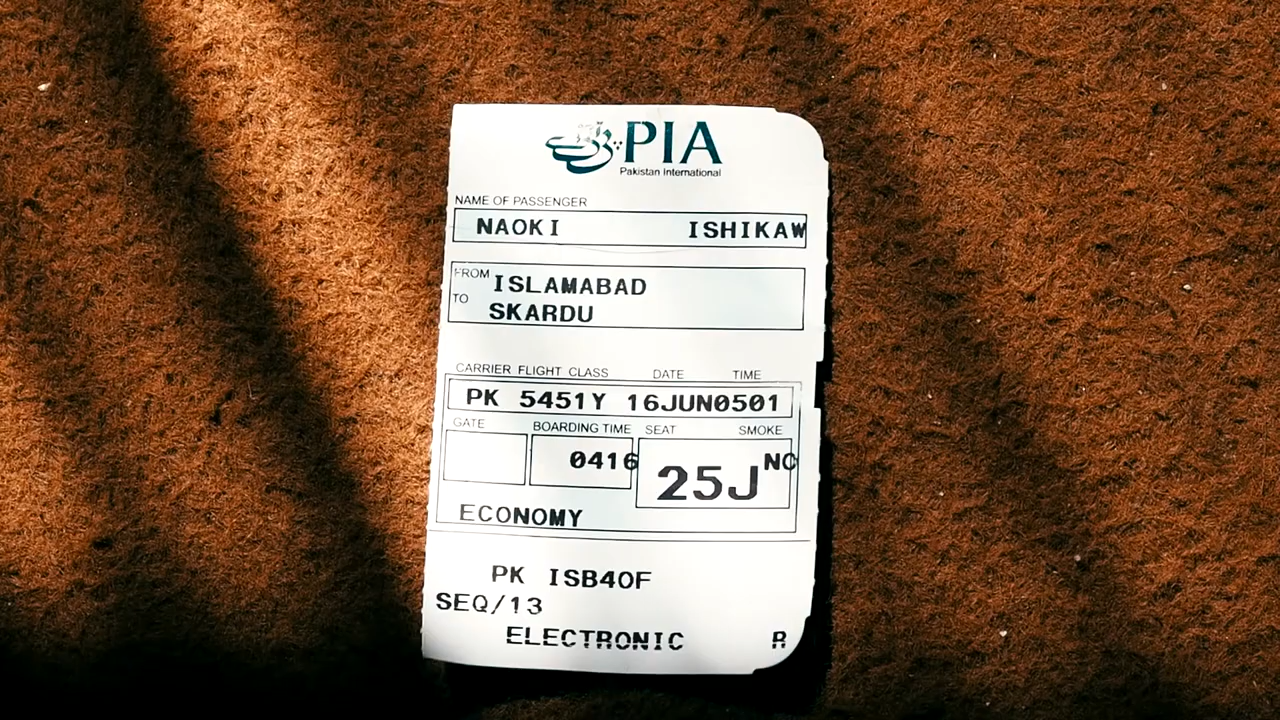 PIA
Pakistan International
NAME OF PASSENGER
NAOKI ISHIKAW
FROM ISLAMABAD
TO SKARDU
CARRIER FLIGHT CLASS DATE TIME
PK 5451Y 16JUN0501
GATE BOARDING TIME SEAT SMOKE
0416 25J NO
ECONOMY
PK ISB40F
SEQ/13
ELECTRONIC R